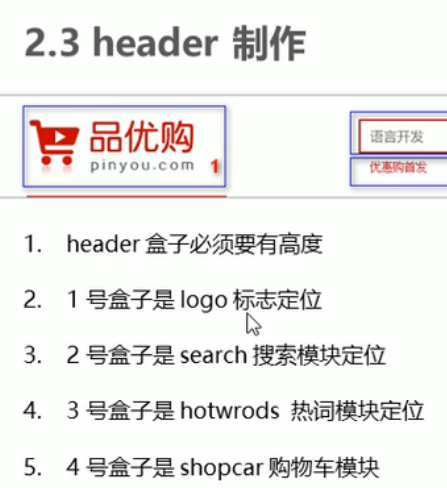 2.3 header 制作
品优购
pinyou.com
1
语言开发
优惠购首发
1. header 盒子必须要有高度
2. 1 号盒子是 logo 标志定位
3. 2 号盒子是 search 搜索模块定位
4. 3 号盒子是 hotwrods 热词模块定位
5. 4 号盒子是 shopcar 购物车模块